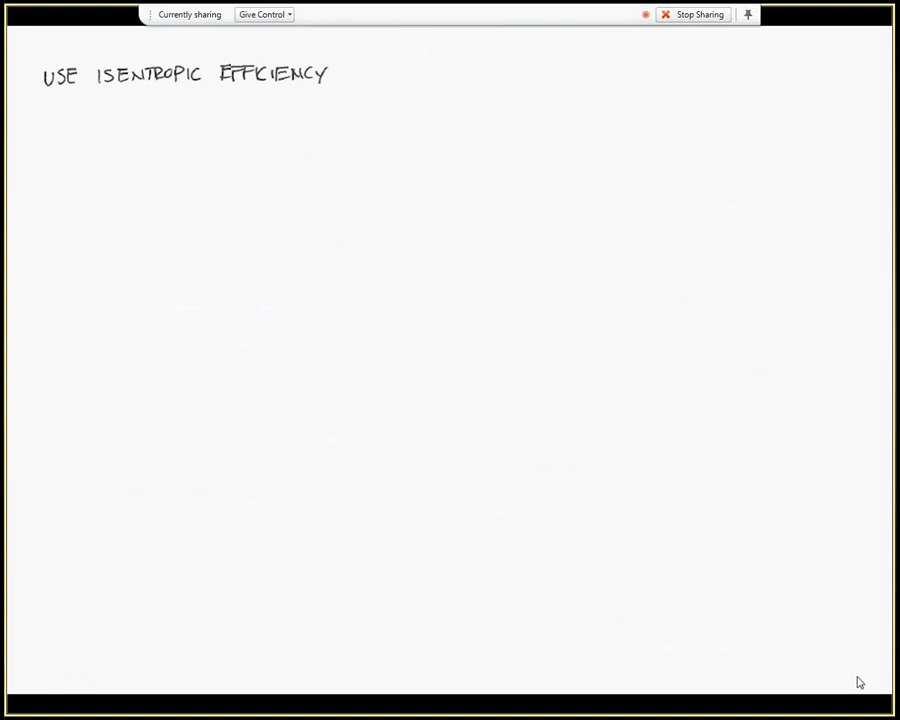 Currently sharing Give Control Stop Sharing
USE ISENTROPIC EFFICIENCY